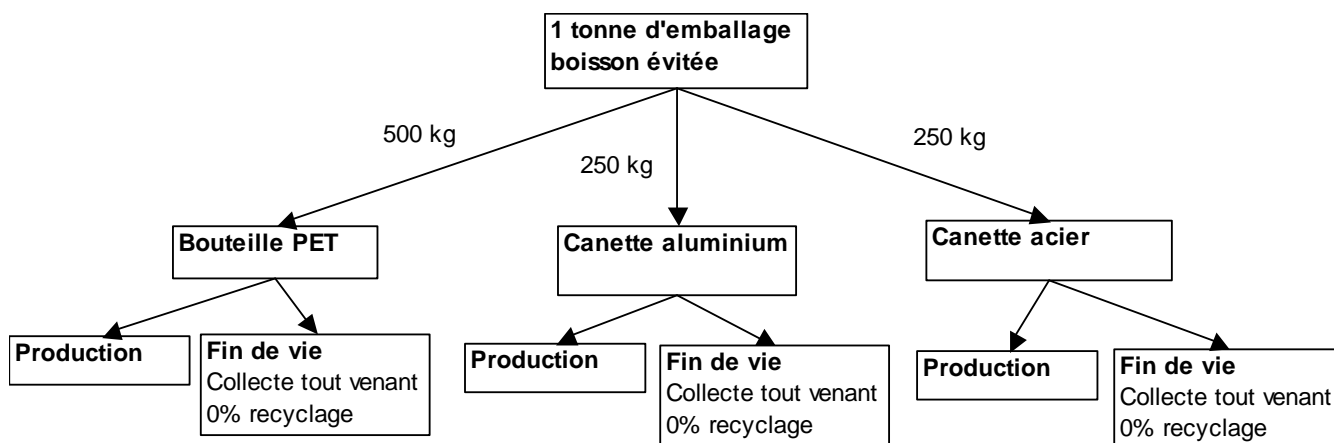 1 tonne d'emballage
boisson évitée
500 kg
250 kg
250 kg
Bouteille PET
Canette aluminium
Canette acier
Production
Fin de vie
Collecte tout venant
0% recyclage
Production
Fin de vie
Collecte tout venant
0% recyclage
Production
Fin de vie
Collecte tout venant
0% recyclage